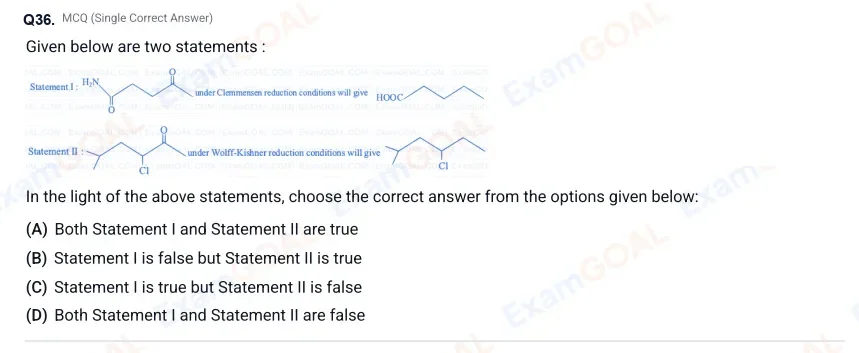 Q36. MCQ (Single Correct Answer)
Given below are two statements :
Statement I : H₂N O O under Clemmensen reduction conditions will give HOOC
Statement II : O Cl under Wolff-Kishner reduction conditions will give Cl
In the light of the above statements, choose the correct answer from the options given below:
(A) Both Statement I and Statement II are true
(B) Statement I is false but Statement II is true
(C) Statement I is true but Statement II is false
(D) Both Statement I and Statement II are false
ExamGOAL
ExamGOAL